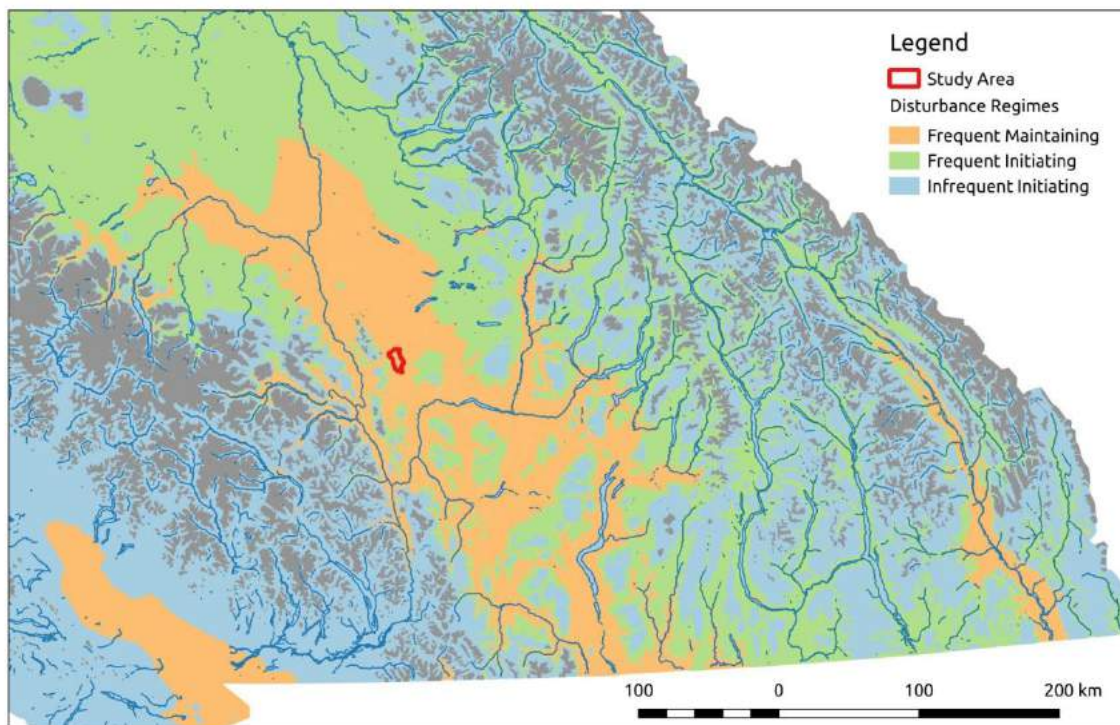 Legend
Study Area
Disturbance Regimes
Frequent Maintaining
Frequent Initiating
Infrequent Initiating
100 0 100 200 km